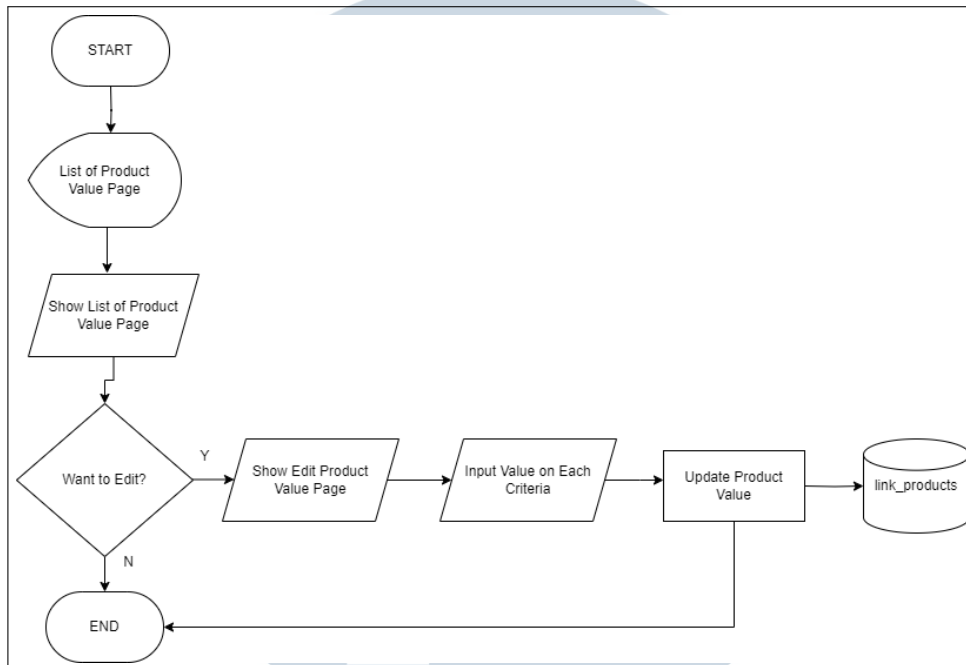 START
List of Product
Value Page
Show List of Product
Value Page
Want to Edit?
Y
N
Show Edit Product
Value Page
Input Value on Each
Criteria
Update Product
Value
link_products
END